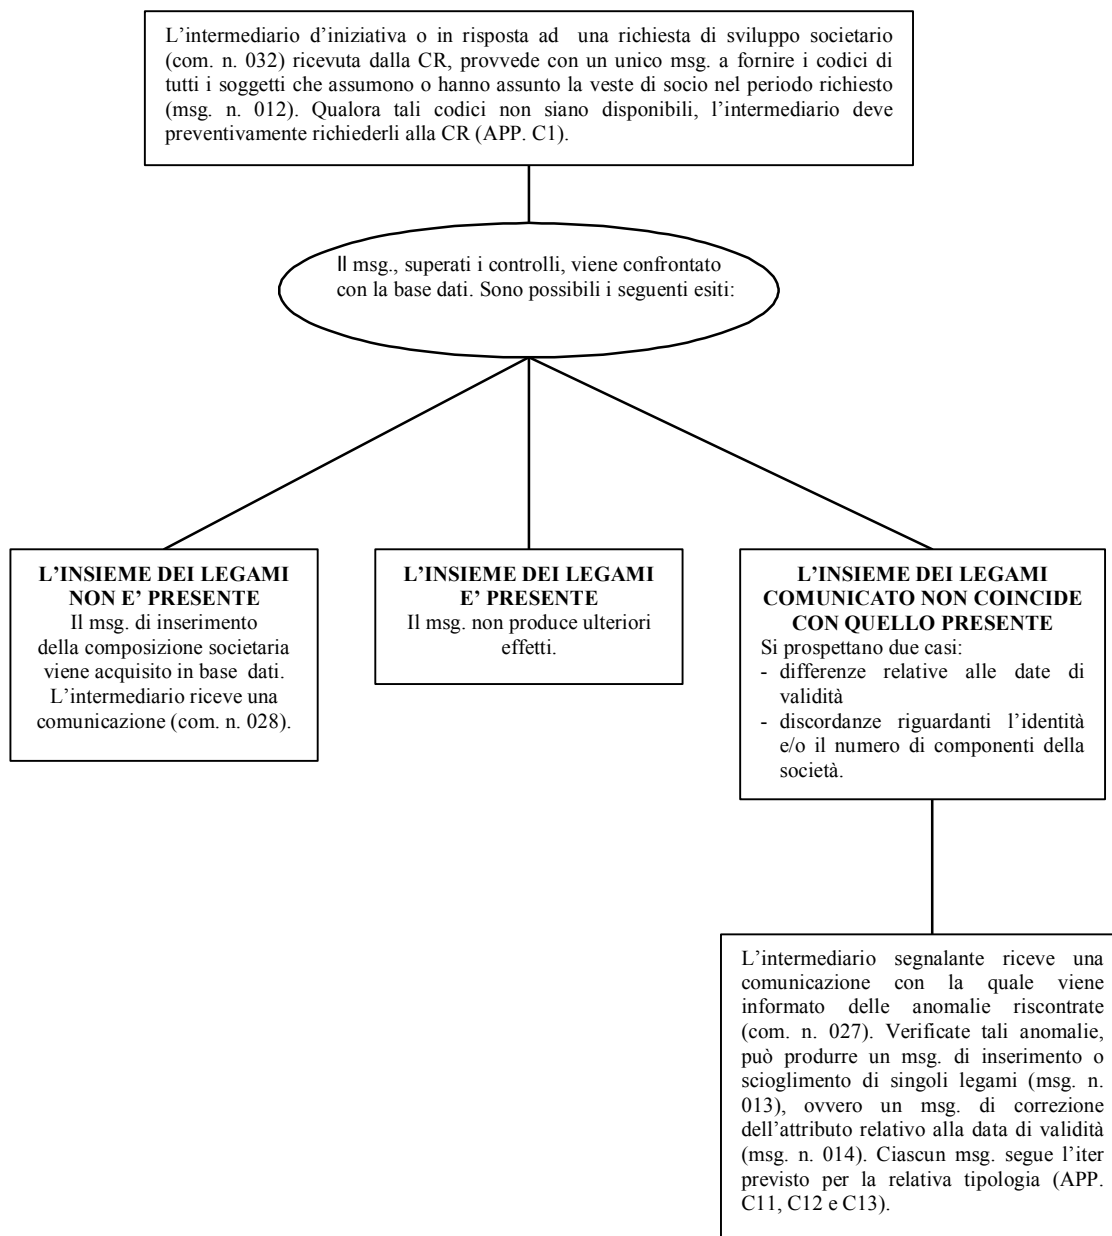 L’intermediario d’iniziativa o in risposta ad una richiesta di sviluppo societario
(com. n. 032) ricevuta dalla CR, provvede con un unico msg. a fornire i codici di
tutti i soggetti che assumono o hanno assunto la veste di socio nel periodo richiesto
(msg. n. 012). Qualora tali codici non siano disponibili, l’intermediario deve
preventivamente richiederli alla CR (APP. C1).
Il msg., superati i controlli, viene confrontato
con la base dati. Sono possibili i seguenti esiti:
L’INSIEME DEI LEGAMI
NON E’ PRESENTE
Il msg. di inserimento
della composizione societaria
viene acquisito in base dati.
L’intermediario riceve una
comunicazione (com. n. 028).
L’INSIEME DEI LEGAMI
E’ PRESENTE
Il msg. non produce ulteriori
effetti.
L’INSIEME DEI LEGAMI
COMUNICATO NON COINCIDE
CON QUELLO PRESENTE
Si prospettano due casi:
- differenze relative alle date di
validità
- discordanze riguardanti l’identità
e/o il numero di componenti della
società.
L’intermediario segnalante riceve una
comunicazione con la quale viene
informato delle anomalie riscontrate
(com. n. 027). Verificate tali anomalie,
può produrre un msg. di inserimento o
scioglimento di singoli legami (msg. n.
013), ovvero un msg. di correzione
dell’attributo relativo alla data di validità
(msg. n. 014). Ciascun msg. segue l’iter
previsto per la relativa tipologia (APP.
C11, C12 e C13).